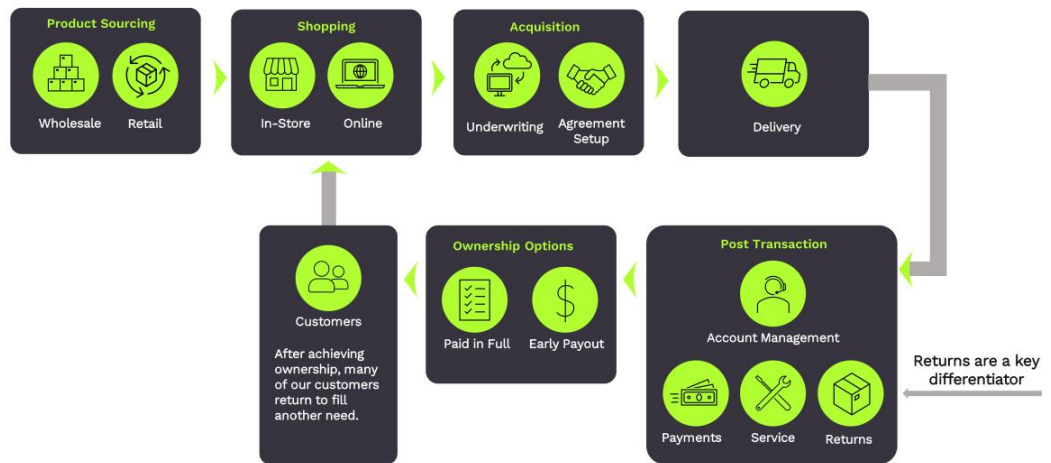 Product Sourcing
Wholesale
Retail
Shopping
In-Store
Online
Acquisition
Underwriting
Agreement
Setup
Delivery
Customers
After achieving
ownership, many
of our customers
return to fill
another need.
Ownership Options
Paid in Full
Early Payout
Post Transaction
Account Management
Payments
Service
Returns
Returns are a key
differentiator